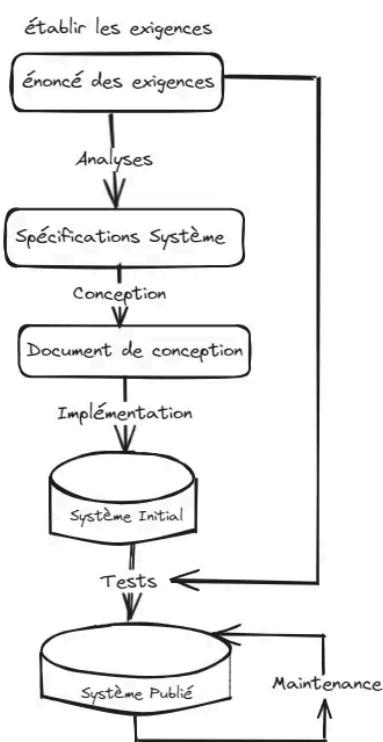 établir les exigences
énoncé des exigences
Analyses
Spécifications Système
Conception
Document de conception
Implémentation
Système Initial
Tests
Système Publié
Maintenance